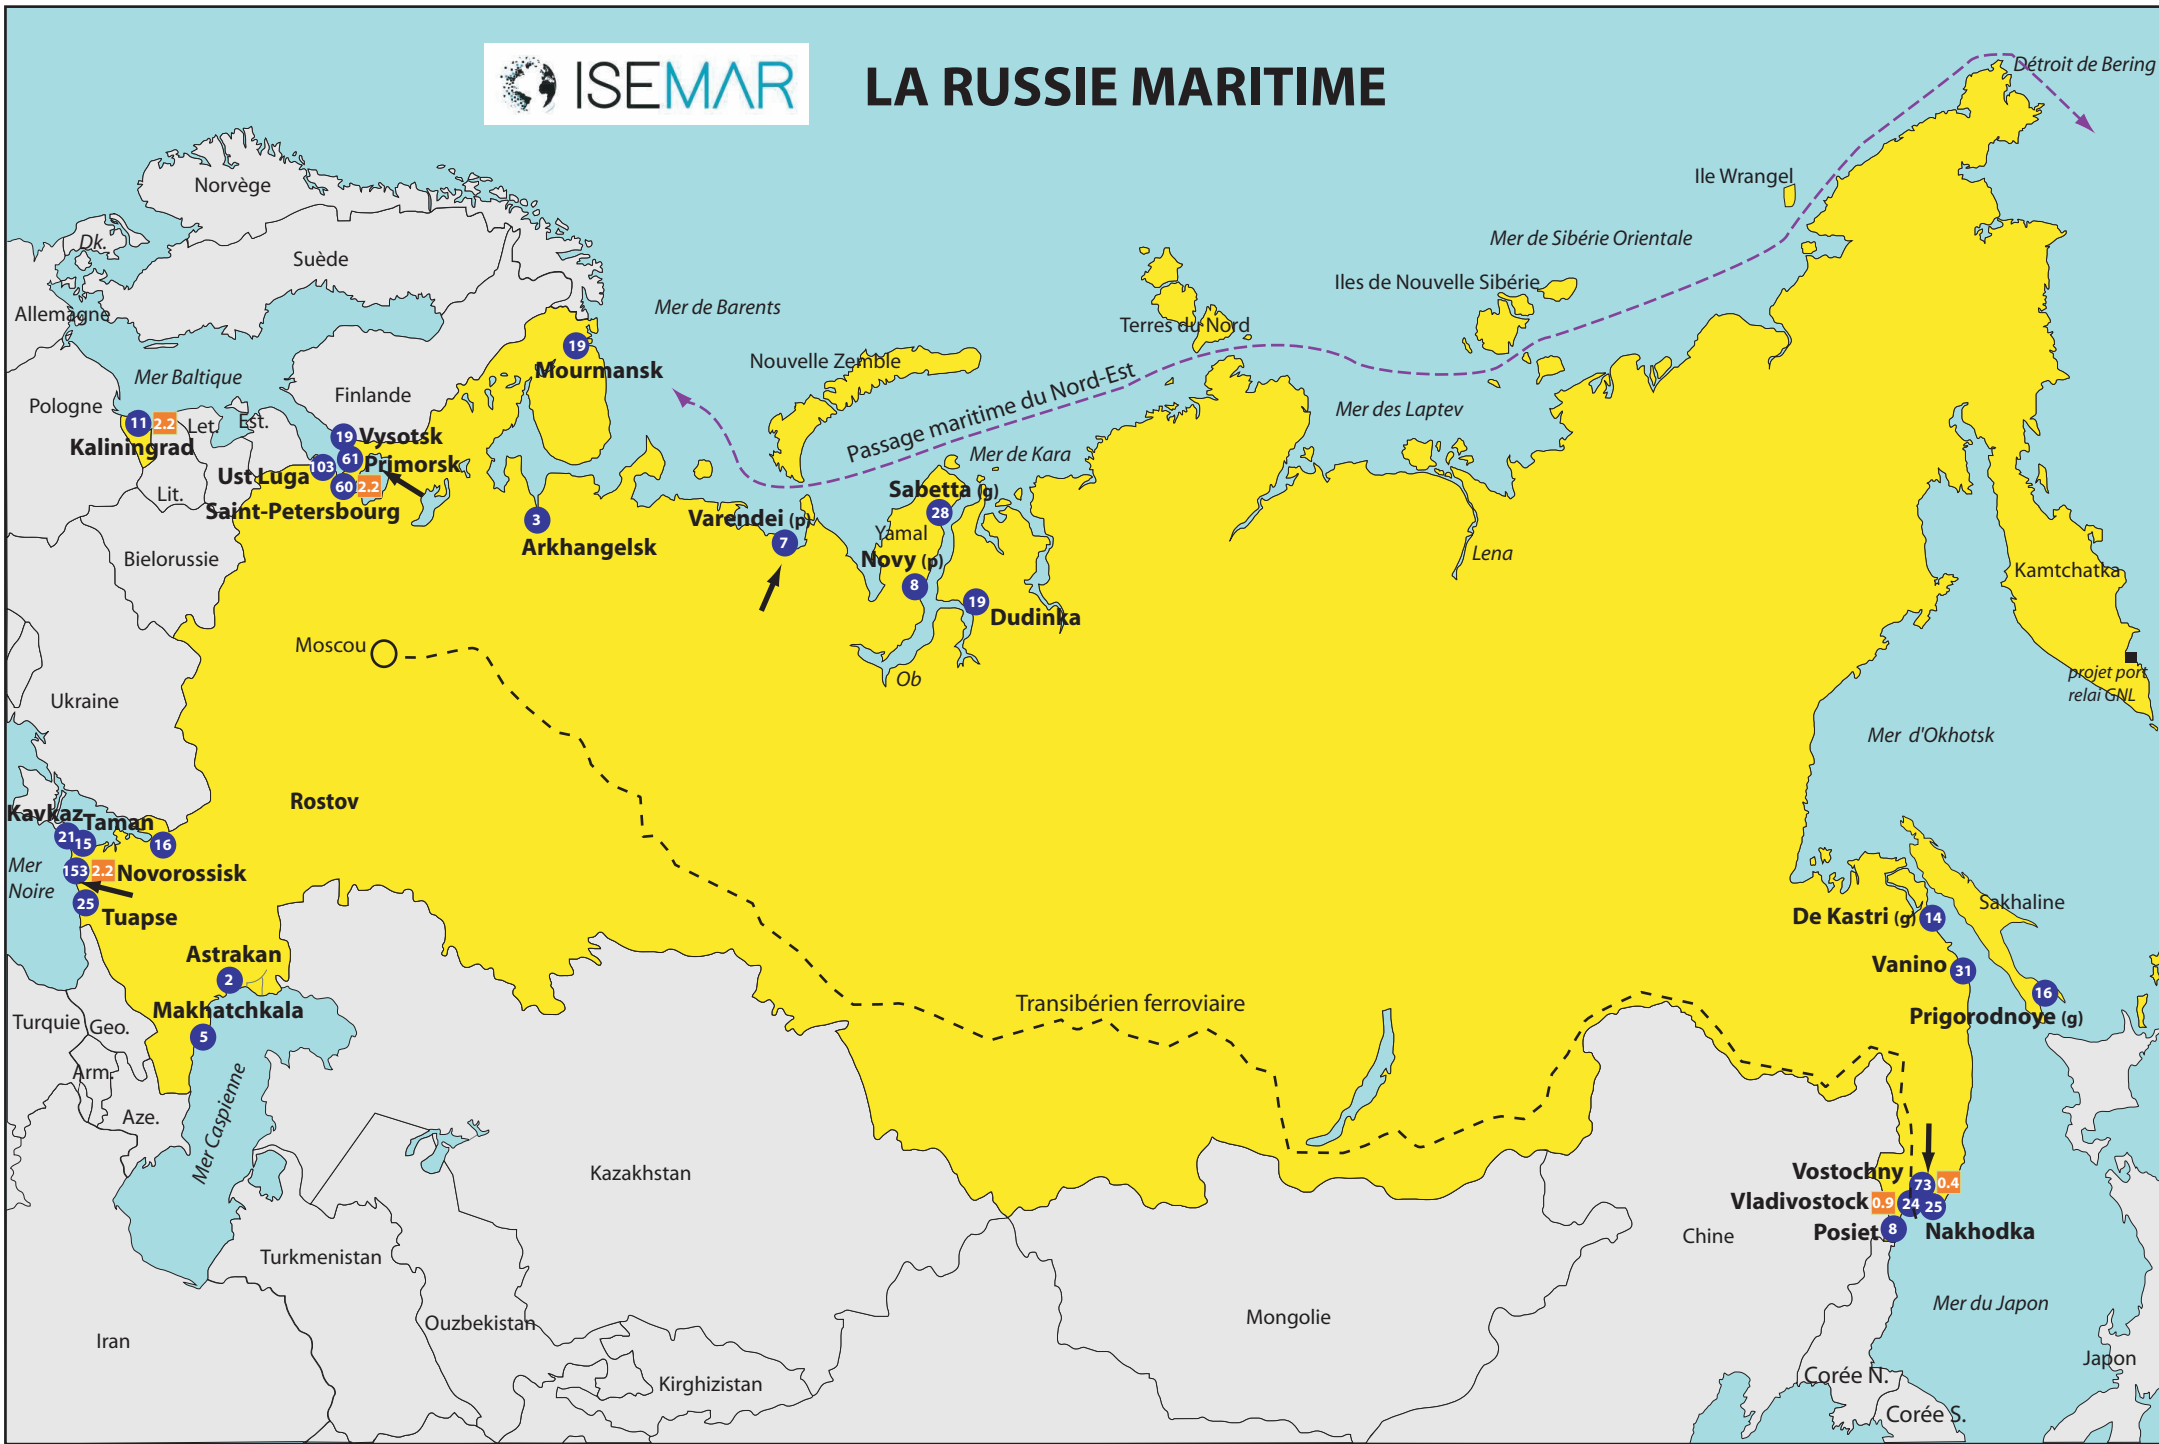 ISEMAR
LA RUSSIE MARITIME
Détroit de Bering
Ile Wrangel
Norvège
Mer de Sibérie Orientale
Dk.
Suède
Iles de Nouvelle Sibérie
Mer de Barents
Allemagne
Terres du Nord
19
Mourmansk
Nouvelle Zemble
Mer Baltique
Finlande
Passage maritime du Nord-Est
Mer des Laptev
Pologne
11
2.2
Let.
Est.
Kaliningrad
19
Vysotsk
61
Primorsk
103
Ust Luga
60
2.2
Saint-Petersbourg
Lit.
Mer de Kara
Sabetta (g)
28
Varendei (p)
7
3
Arkhangelsk
Yamal
Novy (p)
8
19
Dudinka
Lena
Bielorussie
Kamtchatka
Moscou
Ob
projet port
relai GNL
Ukraine
Mer d'Okhotsk
Rostov
Kavkaz
Taman
21
15
16
Mer
Noire
153
2.2
Novorossisk
25
Tuapse
Sakhaline
De Kastri (g)
14
Astrakan
2
Vanino
31
16
Prigorodnoye (g)
Makhatchkala
5
Transibérien ferroviaire
Turquie
Geo.
Arm.
Aze.
Mer Caspienne
Kazakhstan
Vostochny
73
0.4
Vladivostock
0.9
24
25
Posiet
8
Nakhodka
Chine
Turkmenistan
Mer du Japon
Mongolie
Ouzbekistan
Iran
Japon
Corée N.
Kirghizistan
Corée S.